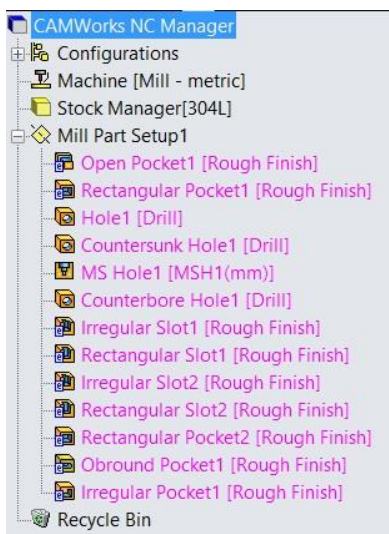 CAMWorks NC Manager
Configurations
Machine [Mill - metric]
Stock Manager[304L]
Mill Part Setup1
Open Pocket1 [Rough Finish]
Rectangular Pocket1 [Rough Finish]
Hole1 [Drill]
Countersunk Hole1 [Drill]
MS Hole1 [MSH1(mm)]
Counterbore Hole1 [Drill]
Irregular Slot1 [Rough Finish]
Rectangular Slot1 [Rough Finish]
Irregular Slot2 [Rough Finish]
Rectangular Slot2 [Rough Finish]
Rectangular Pocket2 [Rough Finish]
Obround Pocket1 [Rough Finish]
Irregular Pocket1 [Rough Finish]
Recycle Bin